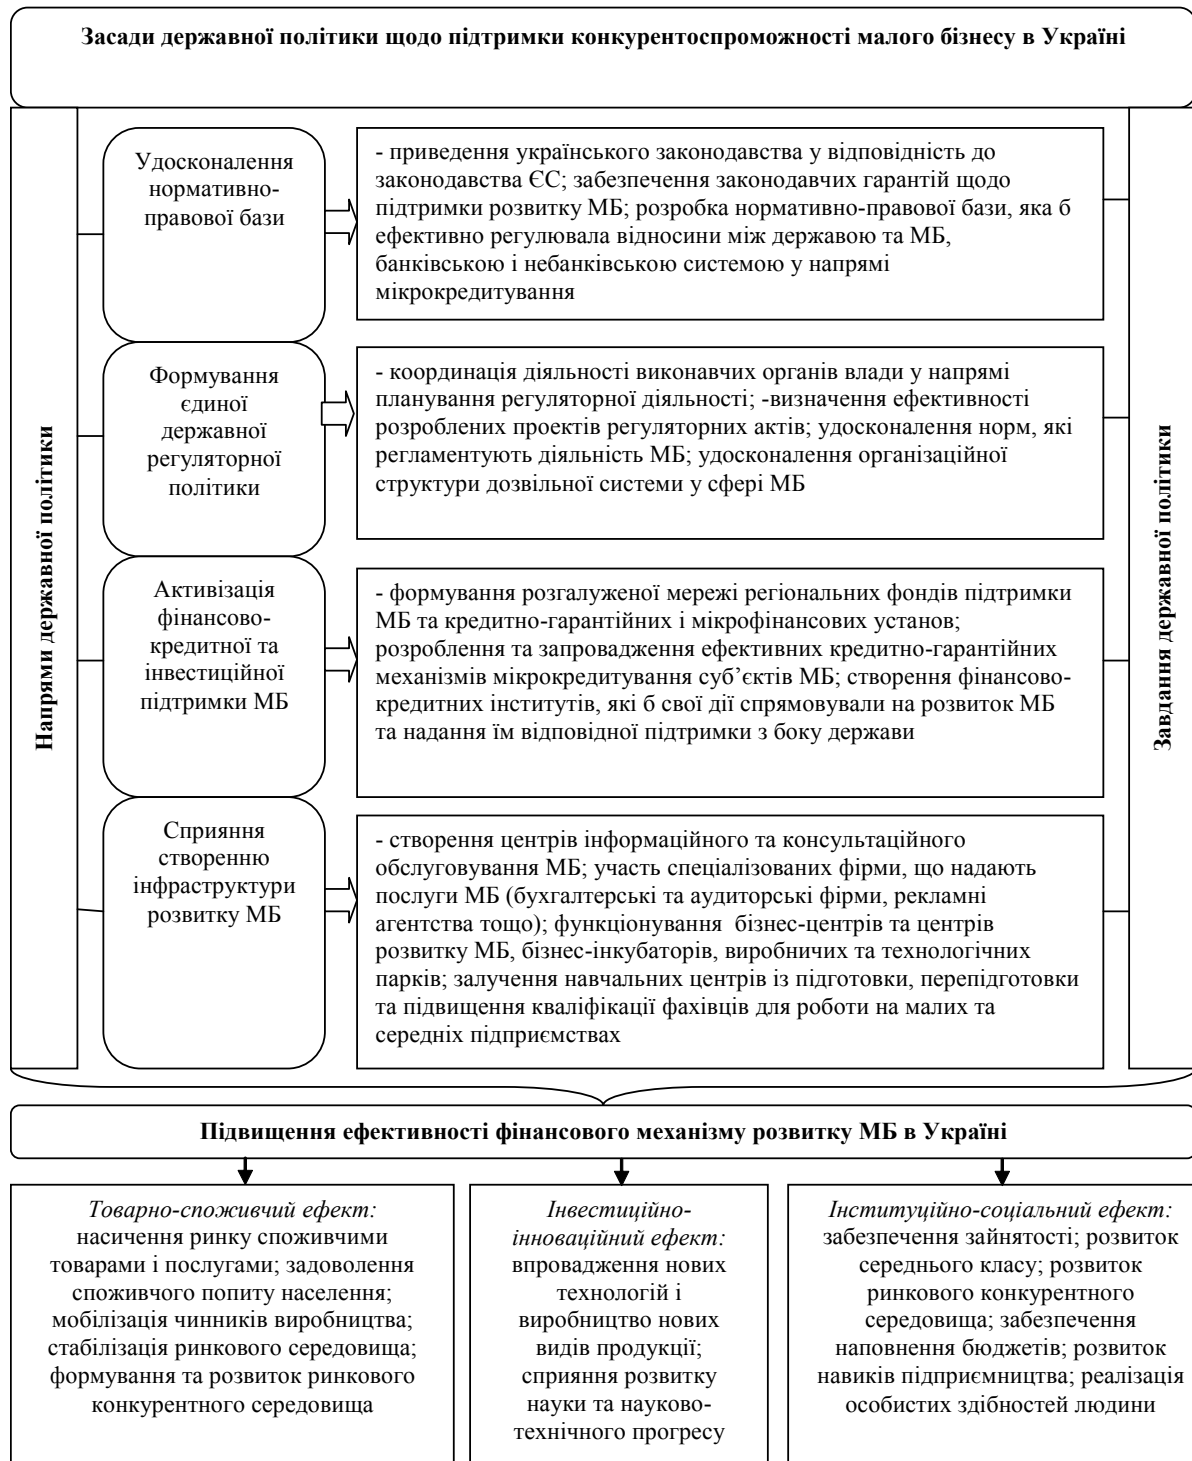 Засади державної політики щодо підтримки конкурентоспроможності малого бізнесу в Україні
Напрями державної політики
Удосконалення
нормативно-
правової бази
- приведення українського законодавства у відповідність до
законодавства ЄС; забезпечення законодавчих гарантій щодо
підтримки розвитку МБ; розробка нормативно-правової бази, яка б
ефективно регулювала відносини між державою та МБ,
банківською і небанківською системою у напрямі
мікрокредитування
Формування
єдиної
державної
регуляторної
політики
- координація діяльності виконавчих органів влади у напрямі
планування регуляторної діяльності; -визначення ефективності
розроблених проектів регуляторних актів; удосконалення норм, які
регламентують діяльність МБ; удосконалення організаційної
структури дозвільної системи у сфері МБ
Активізація
фінансово-
кредитної та
інвестиційної
підтримки МБ
- формування розгалуженої мережі регіональних фондів підтримки
МБ та кредитно-гарантійних і мікрофінансових установ;
розроблення та запровадження ефективних кредитно-гарантійних
механізмів мікрокредитування суб’єктів МБ; створення фінансово-
кредитних інститутів, які б свої дії спрямовували на розвиток МБ
та надання їм відповідної підтримки з боку держави
Сприяння
створенню
інфраструктури
розвитку МБ
- створення центрів інформаційного та консультаційного
обслуговування МБ; участь спеціалізованих фірми, що надають
послуги МБ (бухгалтерські та аудиторські фірми, рекламні
агентства тощо); функціонування бізнес-центрів та центрів
розвитку МБ, бізнес-інкубаторів, виробничих та технологічних
парків; залучення навчальних центрів із підготовки, перепідготовки
та підвищення кваліфікації фахівців для роботи на малих та
середніх підприємствах
Завдання державної політики
Підвищення ефективності фінансового механізму розвитку МБ в Україні
Товарно-споживчий ефект:
насичення ринку споживчими
товарами і послугами; задоволення
споживчого попиту населення;
мобілізація чинників виробництва;
стабілізація ринкового середовища;
формування та розвиток ринкового
конкурентного середовища
Інвестиційно-
інноваційний ефект:
впровадження нових
технологій і
виробництво нових
видів продукції;
сприяння розвитку
науки та науково-
технічного прогресу
Інституційно-соціальний ефект:
забезпечення зайнятості; розвиток
середнього класу; розвиток
ринкового конкурентного
середовища; забезпечення
наповнення бюджетів; розвиток
навиків підприємництва; реалізація
особистих здібностей людини